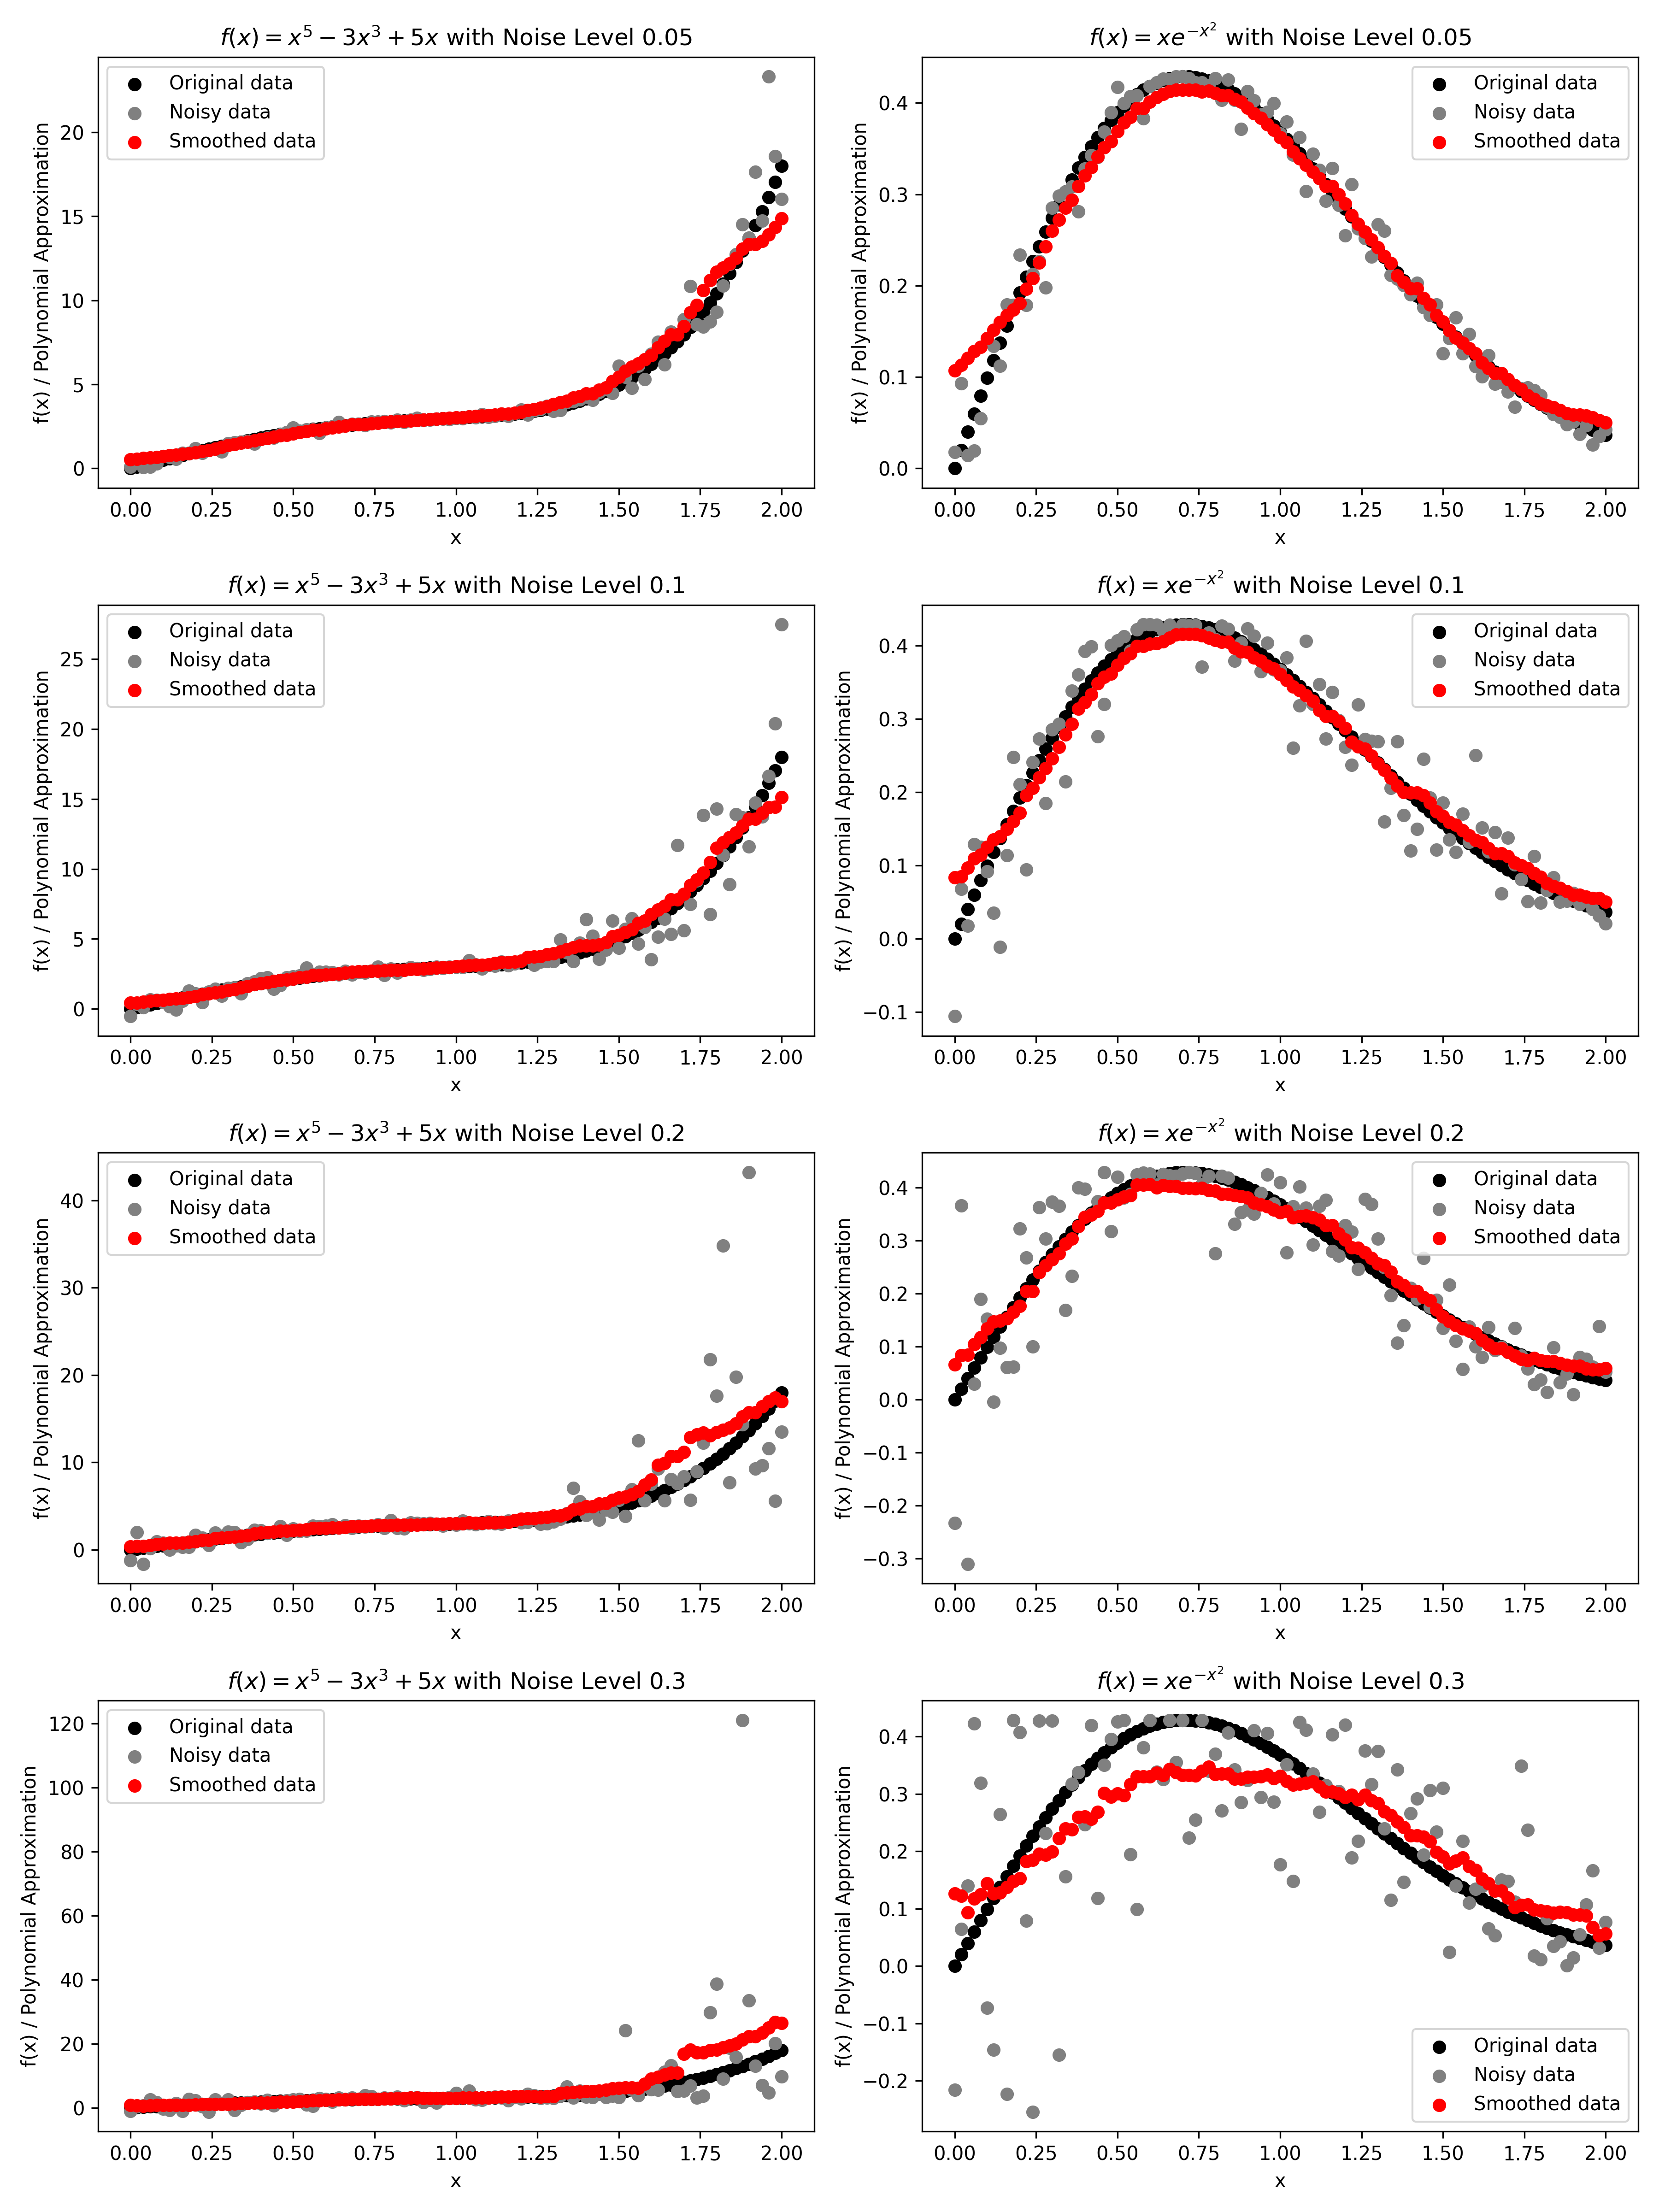 f(x) = x⁵ − 3x³ + 5x with Noise Level 0.05
Original data
Noisy data
Smoothed data
f(x) / Polynomial Approximation
20
15
10
5
0
0.00 0.25 0.50 0.75 1.00 1.25 1.50 1.75 2.00
x
f(x) = xe^{−x²} with Noise Level 0.05
Original data
Noisy data
Smoothed data
f(x) / Polynomial Approximation
0.4
0.3
0.2
0.1
0.0
0.00 0.25 0.50 0.75 1.00 1.25 1.50 1.75 2.00
x
f(x) = x⁵ − 3x³ + 5x with Noise Level 0.1
Original data
Noisy data
Smoothed data
f(x) / Polynomial Approximation
25
20
15
10
5
0
0.00 0.25 0.50 0.75 1.00 1.25 1.50 1.75 2.00
x
f(x) = xe^{−x²} with Noise Level 0.1
Original data
Noisy data
Smoothed data
f(x) / Polynomial Approximation
0.4
0.3
0.2
0.1
0.0
−0.1
0.00 0.25 0.50 0.75 1.00 1.25 1.50 1.75 2.00
x
f(x) = x⁵ − 3x³ + 5x with Noise Level 0.2
Original data
Noisy data
Smoothed data
f(x) / Polynomial Approximation
40
30
20
10
0
0.00 0.25 0.50 0.75 1.00 1.25 1.50 1.75 2.00
x
f(x) = xe^{−x²} with Noise Level 0.2
Original data
Noisy data
Smoothed data
f(x) / Polynomial Approximation
0.4
0.3
0.2
0.1
0.0
−0.1
−0.2
−0.3
0.00 0.25 0.50 0.75 1.00 1.25 1.50 1.75 2.00
x
f(x) = x⁵ − 3x³ + 5x with Noise Level 0.3
Original data
Noisy data
Smoothed data
f(x) / Polynomial Approximation
120
100
80
60
40
20
0
0.00 0.25 0.50 0.75 1.00 1.25 1.50 1.75 2.00
x
f(x) = xe^{−x²} with Noise Level 0.3
f(x) / Polynomial Approximation
0.4
0.3
0.2
0.1
0.0
−0.1
−0.2
Original data
Noisy data
Smoothed data
0.00 0.25 0.50 0.75 1.00 1.25 1.50 1.75 2.00
x